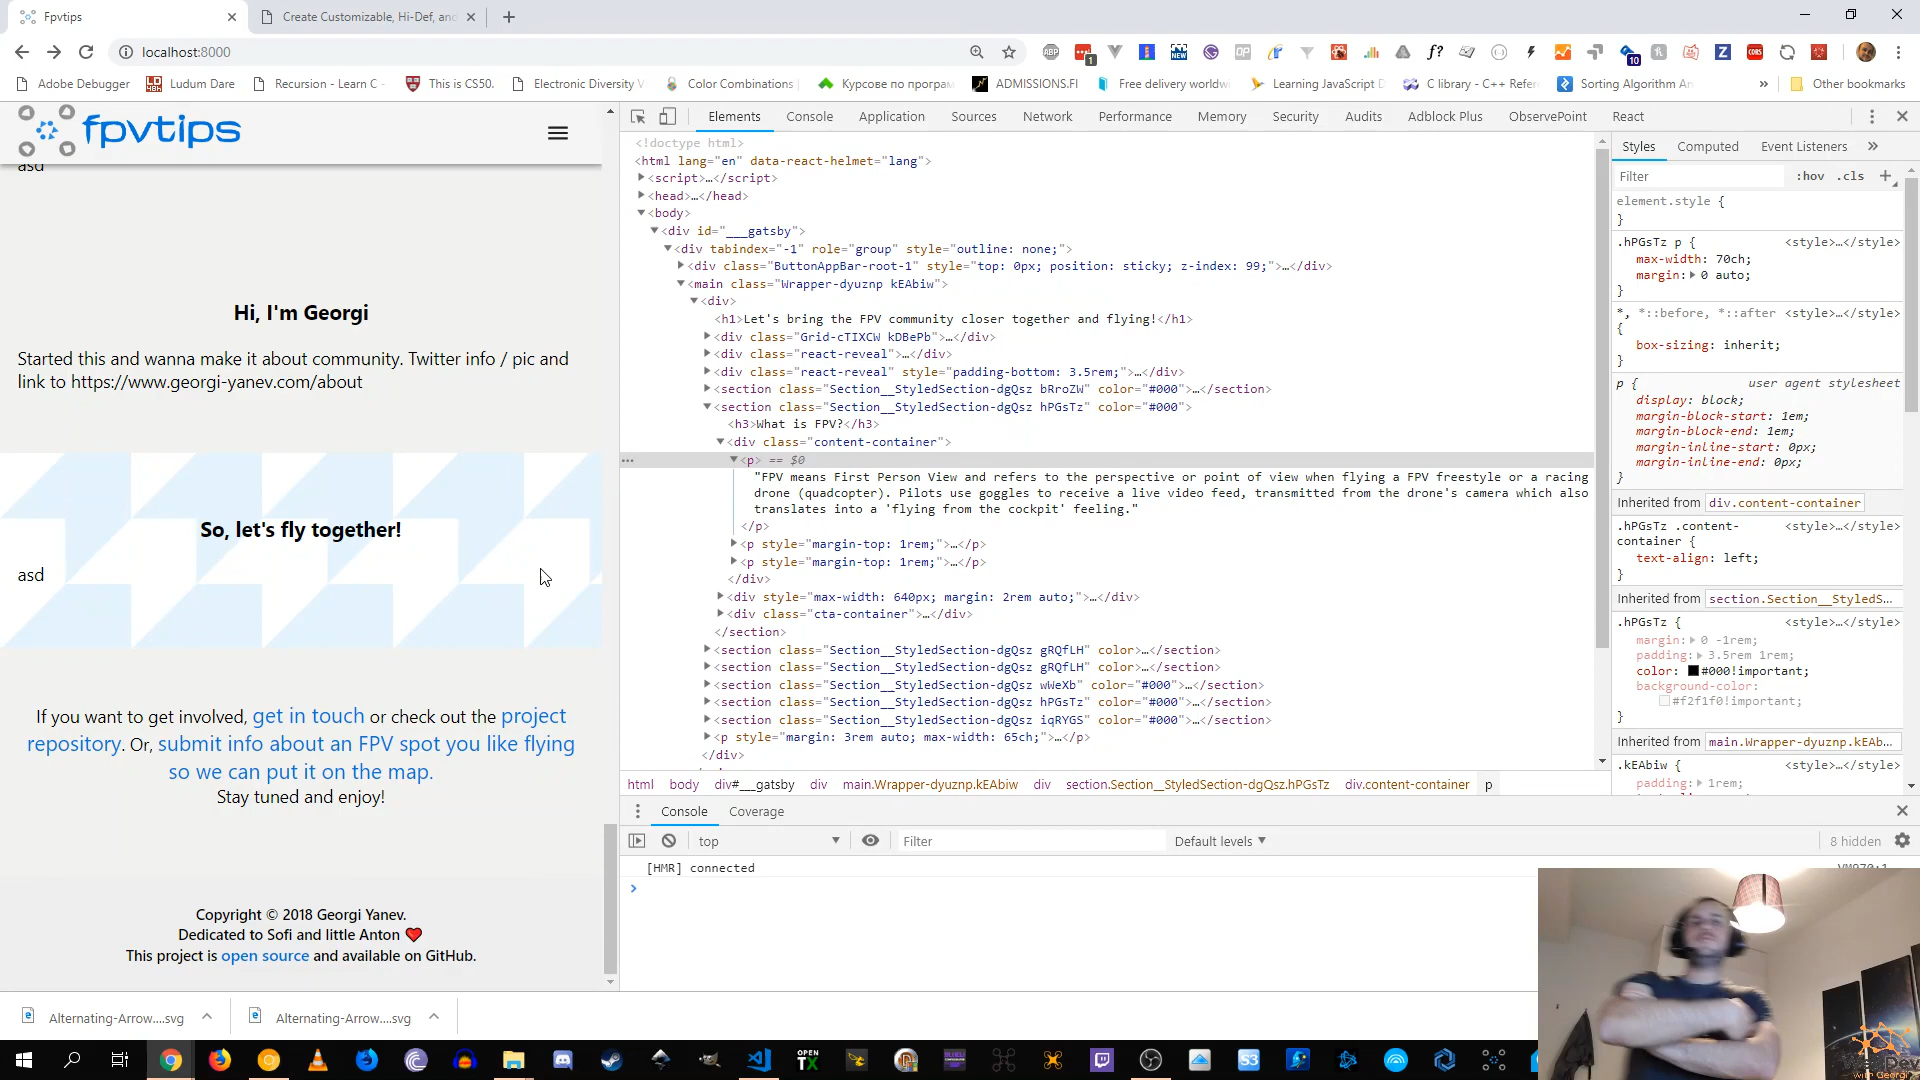 Fpvtips
Create Customizable, Hi-Def, and
localhost:8000
Adobe Debugger
Ludum Dare
Recursion - Learn C
This is CS50.
Electronic Diversity V
Color Combinations
Курсове по програм
ADMISSIONS.FI
Free delivery worldwi
Learning JavaScript D
C library - C++ Refer
Sorting Algorithm An
» Other bookmarks
fpvtips
asd
Hi, I'm Georgi
Started this and wanna make it about community. Twitter info / pic and
link to https://www.georgi-yanev.com/about
So, let's fly together!
asd
If you want to get involved, get in touch or check out the project
repository. Or, submit info about an FPV spot you like flying
so we can put it on the map.
Stay tuned and enjoy!
Copyright © 2018 Georgi Yanev.
Dedicated to Sofi and little Anton ❤
This project is open source and available on GitHub.
Elements Console Application Sources Network Performance Memory Security Audits Adblock Plus ObservePoint React
<!doctype html>
<html lang="en" data-react-helmet="lang">
<script>…</script>
<head>…</head>
<body>
<div id="___gatsby">
<div tabindex="-1" role="group" style="outline: none;">
<div class="ButtonAppBar-root-1" style="top: 0px; position: sticky; z-index: 99;">…</div>
<main class="Wrapper-dyuznp kEAbiw">
<div>
<h1>Let's bring the FPV community closer together and flying!</h1>
<div class="Grid-cTIXCW kDBePb">…</div>
<div class="react-reveal">…</div>
<div class="react-reveal" style="padding-bottom: 3.5rem;">…</div>
<section class="Section__StyledSection-dgQsz bRroZW" color="#000">…</section>
<section class="Section__StyledSection-dgQsz hPGsTz" color="#000">
<h3>What is FPV?</h3>
<div class="content-container">
… <p> == $0
"FPV means First Person View and refers to the perspective or point of view when flying a FPV freestyle or a racing
drone (quadcopter). Pilots use goggles to receive a live video feed, transmitted from the drone's camera which also
translates into a 'flying from the cockpit' feeling."
</p>
<p style="margin-top: 1rem;">…</p>
<p style="margin-top: 1rem;">…</p>
</div>
<div style="max-width: 640px; margin: 2rem auto;">…</div>
<div class="cta-container">…</div>
</section>
<section class="Section__StyledSection-dgQsz gRQfLH" color>…</section>
<section class="Section__StyledSection-dgQsz gRQfLH" color>…</section>
<section class="Section__StyledSection-dgQsz wWeXb" color="#000">…</section>
<section class="Section__StyledSection-dgQsz hPGsTz" color="#000">…</section>
<section class="Section__StyledSection-dgQsz iqRYGS" color="#000">…</section>
<p style="margin: 3rem auto; max-width: 65ch;">…</p>
</div>
html body div#___gatsby div main.Wrapper-dyuznp.kEAbiw div section.Section__StyledSection-dgQsz.hPGsTz div.content-container p
Styles Computed Event Listeners »
Filter :hov .cls +
element.style {
}
.hPGsTz p { <style>…</style>
max-width: 70ch;
margin: 0 auto;
}
*, *::before, *::after <style>…</style>
{
box-sizing: inherit;
}
p { user agent stylesheet
display: block;
margin-block-start: 1em;
margin-block-end: 1em;
margin-inline-start: 0px;
margin-inline-end: 0px;
}
Inherited from div.content-container
.hPGsTz .content- <style>…</style>
container {
text-align: left;
}
Inherited from section.Section__StyledS…
.hPGsTz { <style>…</style>
margin: 0 -1rem;
padding: 3.5rem 1rem;
color: #000!important;
background-color:
#f2f1f0!important;
}
Inherited from main.Wrapper-dyuznp.kEAb…
.kEAbiw { <style>…</style>
padding: 1rem;
Console Coverage
top Filter Default levels 8 hidden
[HMR] connected
Alternating-Arrow....svg
Alternating-Arrow....svg